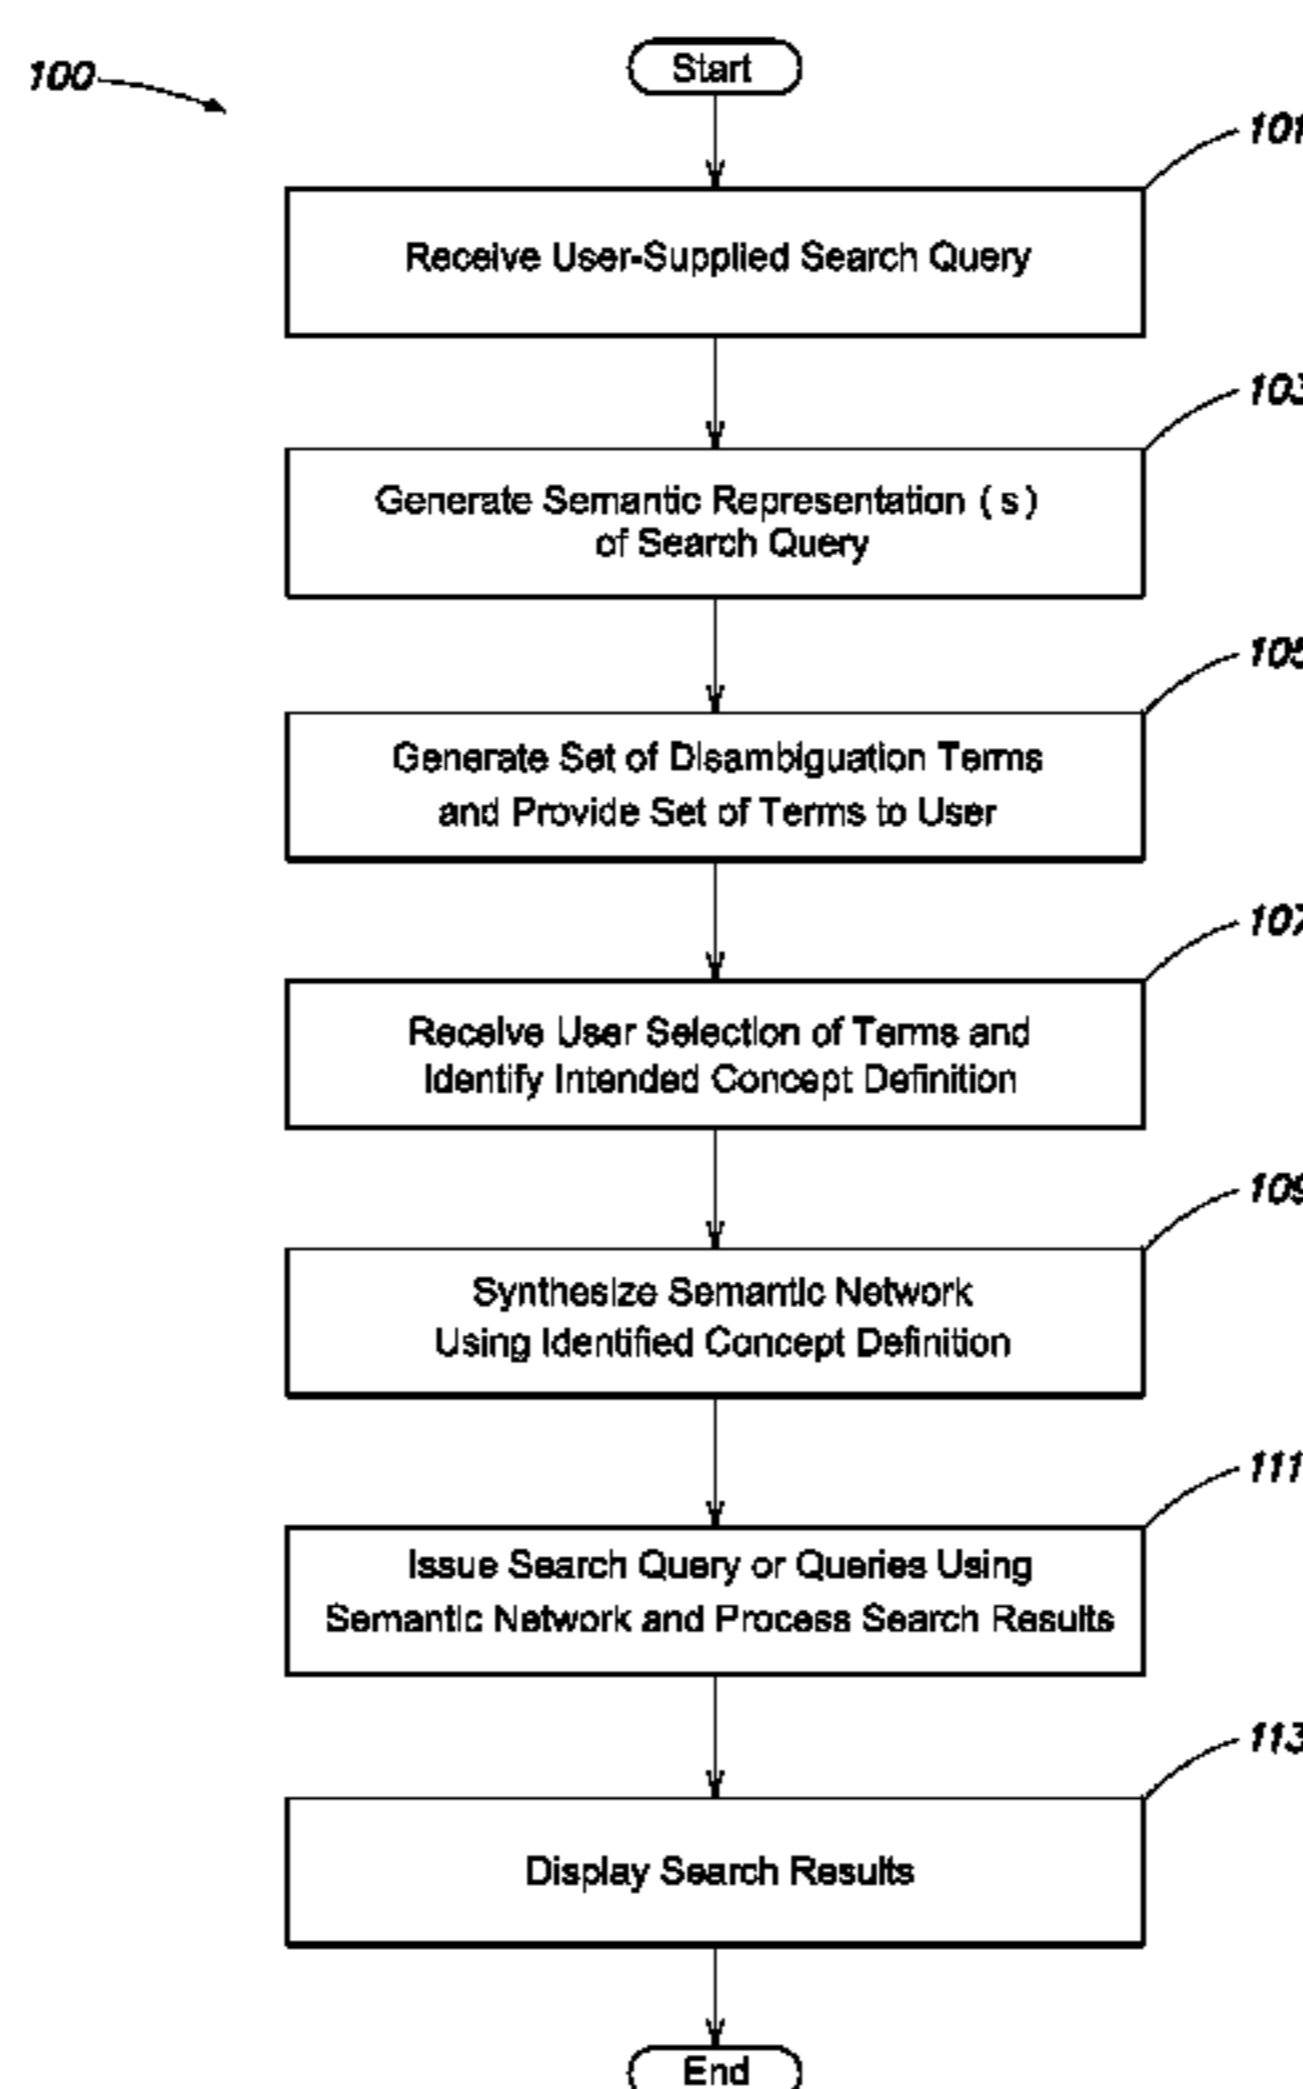 100
Start
101
Receive User-Supplied Search Query
103
Generate Semantic Representation ( s )
of Search Query
105
Generate Set of Disambiguation Terms
and Provide Set of Terms to User
107
Receive User Selection of Terms and
Identify Intended Concept Definition
109
Synthesize Semantic Network
Using Identified Concept Definition
111
Issue Search Query or Queries Using
Semantic Network and Process Search Results
113
Display Search Results
End